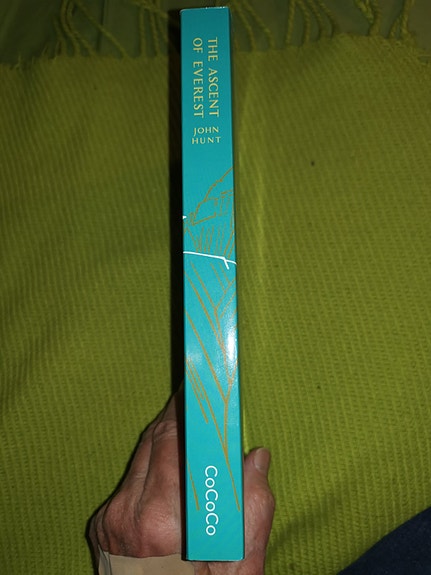 THE ASCENT
OF EVEREST
JOHN
HUNT
CoCoCo